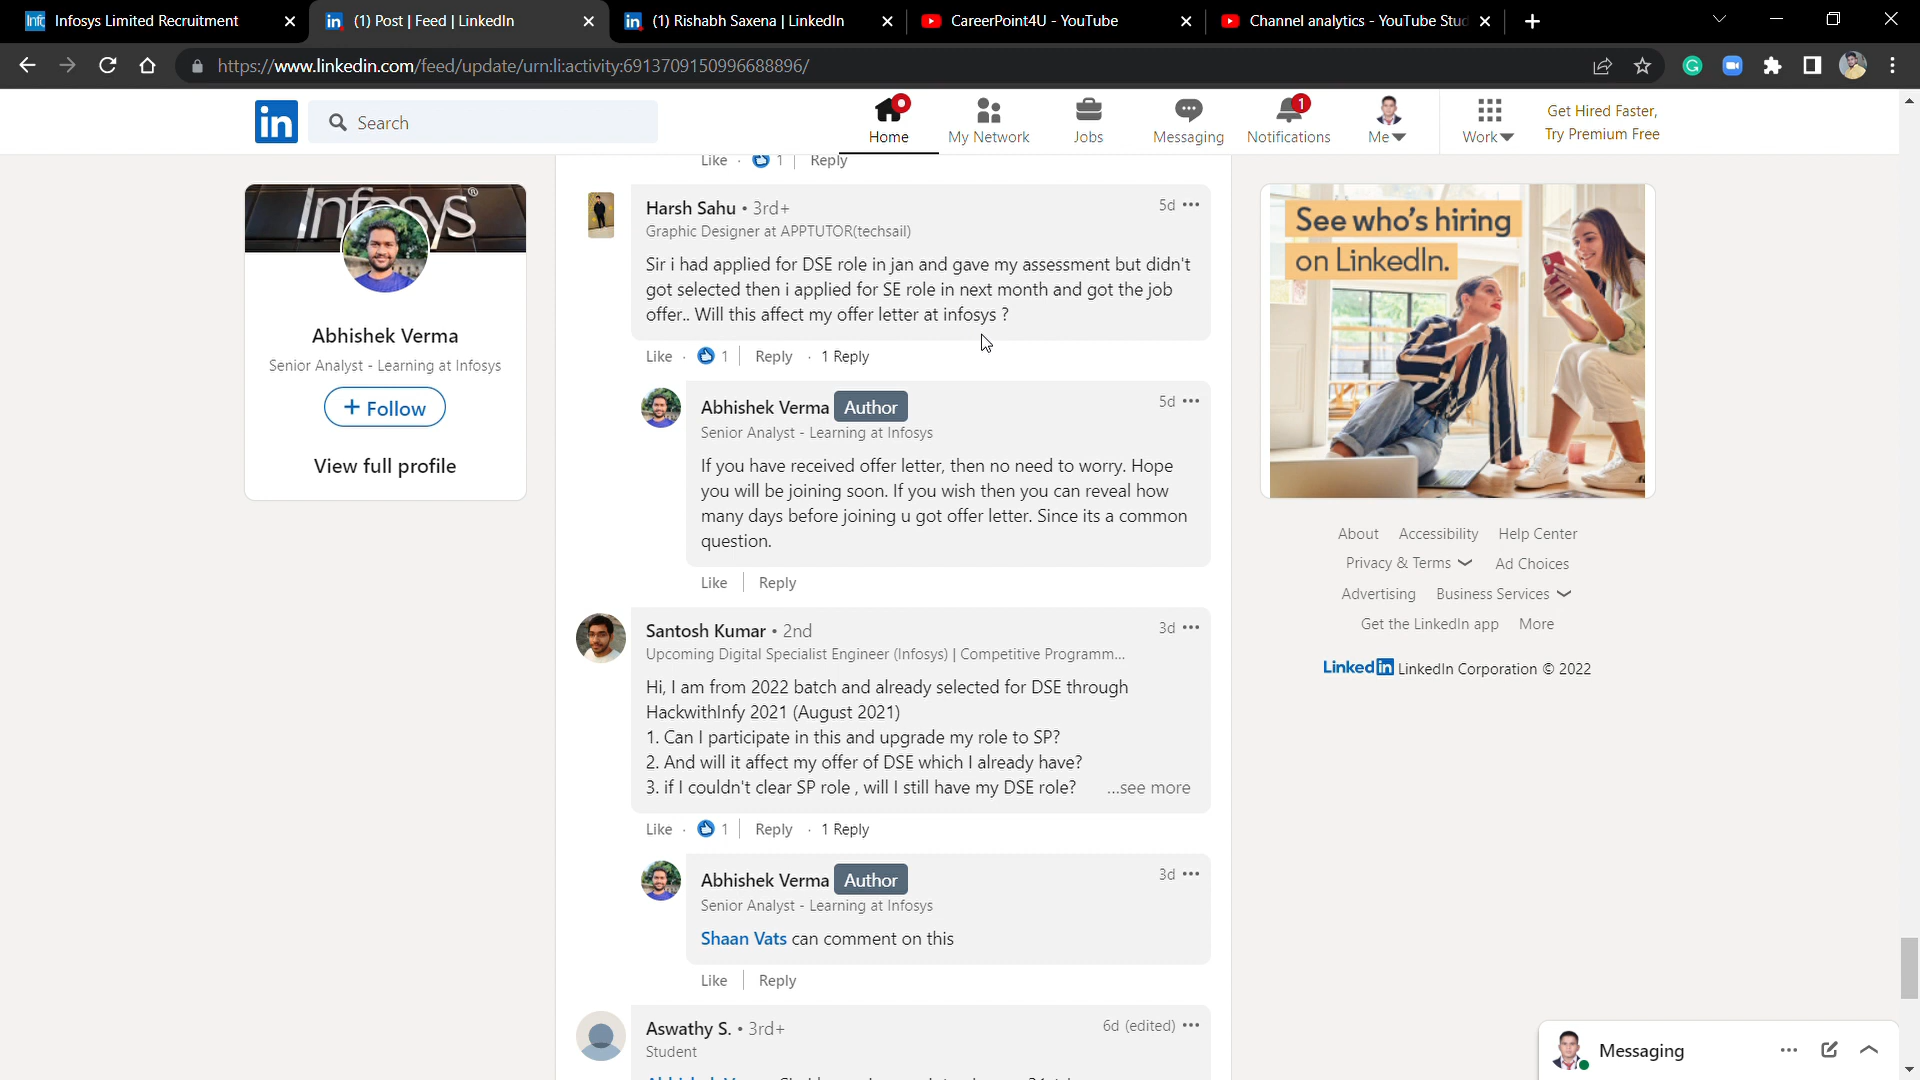 Infosys Limited Recruitment
(1) Post | Feed | LinkedIn
(1) Rishabh Saxena | LinkedIn
CareerPoint4U - YouTube
Channel analytics - YouTube Stud
https://www.linkedin.com/feed/update/urn:li:activity:6913709150996688896/
in
Search
Home
My Network
Jobs
Messaging
1
Notifications
Me
Work
Get Hired Faster,
Try Premium Free
Like · 1 | Reply
Infosys
Abhishek Verma
Senior Analyst - Learning at Infosys
+ Follow
View full profile
Harsh Sahu • 3rd+
5d
Graphic Designer at APPTUTOR(techsail)
Sir i had applied for DSE role in jan and gave my assessment but didn't
got selected then i applied for SE role in next month and got the job
offer.. Will this affect my offer letter at infosys ?
Like · 1 | Reply · 1 Reply
Abhishek Verma Author
5d
Senior Analyst - Learning at Infosys
If you have received offer letter, then no need to worry. Hope
you will be joining soon. If you wish then you can reveal how
many days before joining u got offer letter. Since its a common
question.
Like | Reply
Santosh Kumar • 2nd
3d
Upcoming Digital Specialist Engineer (Infosys) | Competitive Programm...
Hi, I am from 2022 batch and already selected for DSE through
HackwithInfy 2021 (August 2021)
1. Can I participate in this and upgrade my role to SP?
2. And will it affect my offer of DSE which I already have?
3. if I couldn't clear SP role , will I still have my DSE role? ...see more
Like · 1 | Reply · 1 Reply
Abhishek Verma Author
3d
Senior Analyst - Learning at Infosys
Shaan Vats can comment on this
Like | Reply
Aswathy S. • 3rd+
6d (edited)
Student
See who's hiring
on LinkedIn.
About Accessibility Help Center
Privacy & Terms Ad Choices
Advertising Business Services
Get the LinkedIn app More
LinkedIn LinkedIn Corporation © 2022
Messaging